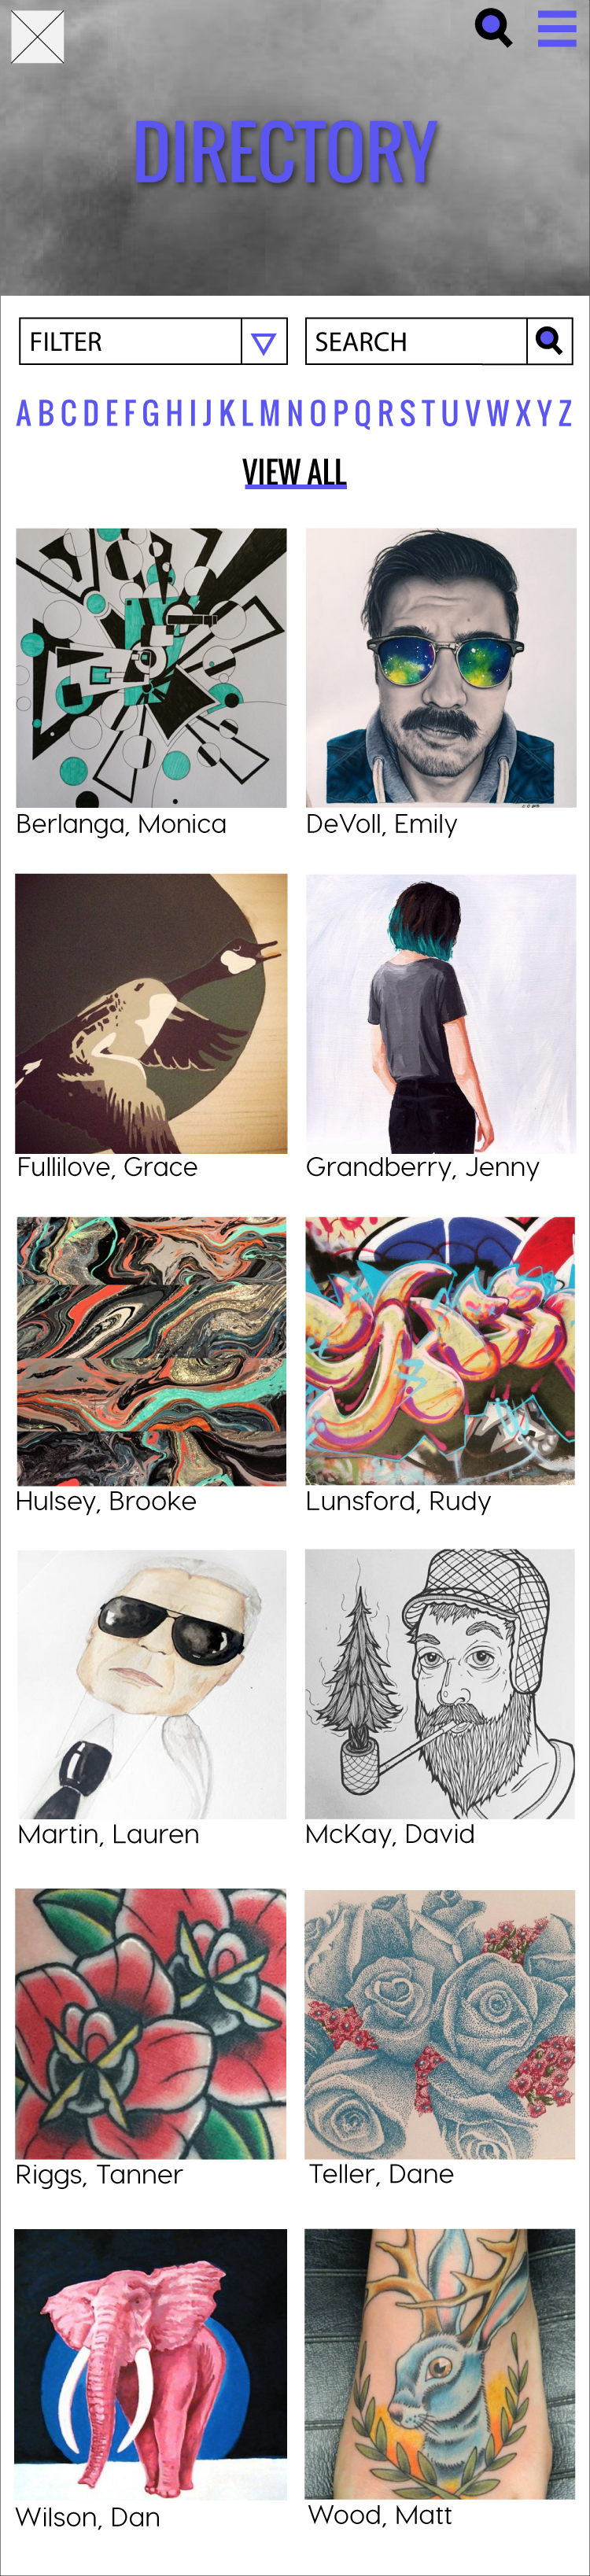 DIRECTORY
FILTER
SEARCH
A B C D E F G H I J K L M N O P Q R S T U V W X Y Z
VIEW ALL
Berlanga, Monica
DeVoll, Emily
Fullilove, Grace
Grandberry, Jenny
Hulsey, Brooke
Lunsford, Rudy
Martin, Lauren
McKay, David
Riggs, Tanner
Teller, Dane
Wilson, Dan
Wood, Matt